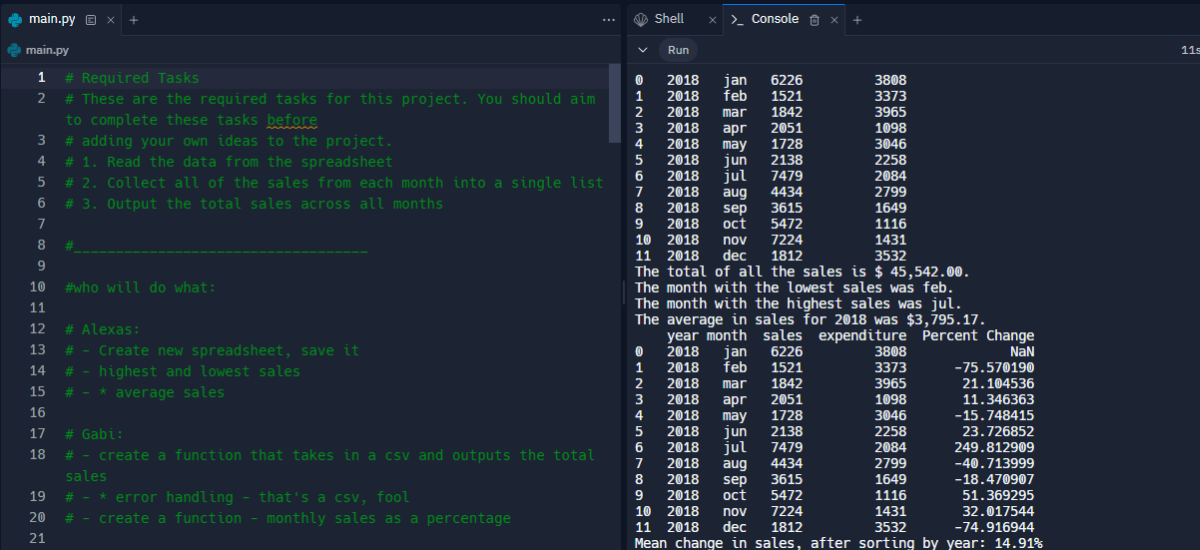 main.py
main.py
1 # Required Tasks
2 # These are the required tasks for this project. You should aim
to complete these tasks before
3 # adding your own ideas to the project.
4 # 1. Read the data from the spreadsheet
5 # 2. Collect all of the sales from each month into a single list
6 # 3. Output the total sales across all months
7
8 #___________________________________
9
10 #who will do what:
11
12 # Alexas:
13 # - Create new spreadsheet, save it
14 # - highest and lowest sales
15 # - * average sales
16
17 # Gabi:
18 # - create a function that takes in a csv and outputs the total
sales
19 # - * error handling - that's a csv, fool
20 # - create a function - monthly sales as a percentage
21
Shell
Console
Run
11s
0 2018 jan 6226 3808
1 2018 feb 1521 3373
2 2018 mar 1842 3965
3 2018 apr 2051 1098
4 2018 may 1728 3046
5 2018 jun 2138 2258
6 2018 jul 7479 2084
7 2018 aug 4434 2799
8 2018 sep 3615 1649
9 2018 oct 5472 1116
10 2018 nov 7224 1431
11 2018 dec 1812 3532
The total of all the sales is $ 45,542.00.
The month with the lowest sales was feb.
The month with the highest sales was jul.
The average in sales for 2018 was $3,795.17.
year month sales expenditure Percent Change
0 2018 jan 6226 3808 NaN
1 2018 feb 1521 3373 -75.570190
2 2018 mar 1842 3965 21.104536
3 2018 apr 2051 1098 11.346363
4 2018 may 1728 3046 -15.748415
5 2018 jun 2138 2258 23.726852
6 2018 jul 7479 2084 249.812909
7 2018 aug 4434 2799 -40.713999
8 2018 sep 3615 1649 -18.470907
9 2018 oct 5472 1116 51.369295
10 2018 nov 7224 1431 32.017544
11 2018 dec 1812 3532 -74.916944
Mean change in sales, after sorting by year: 14.91%